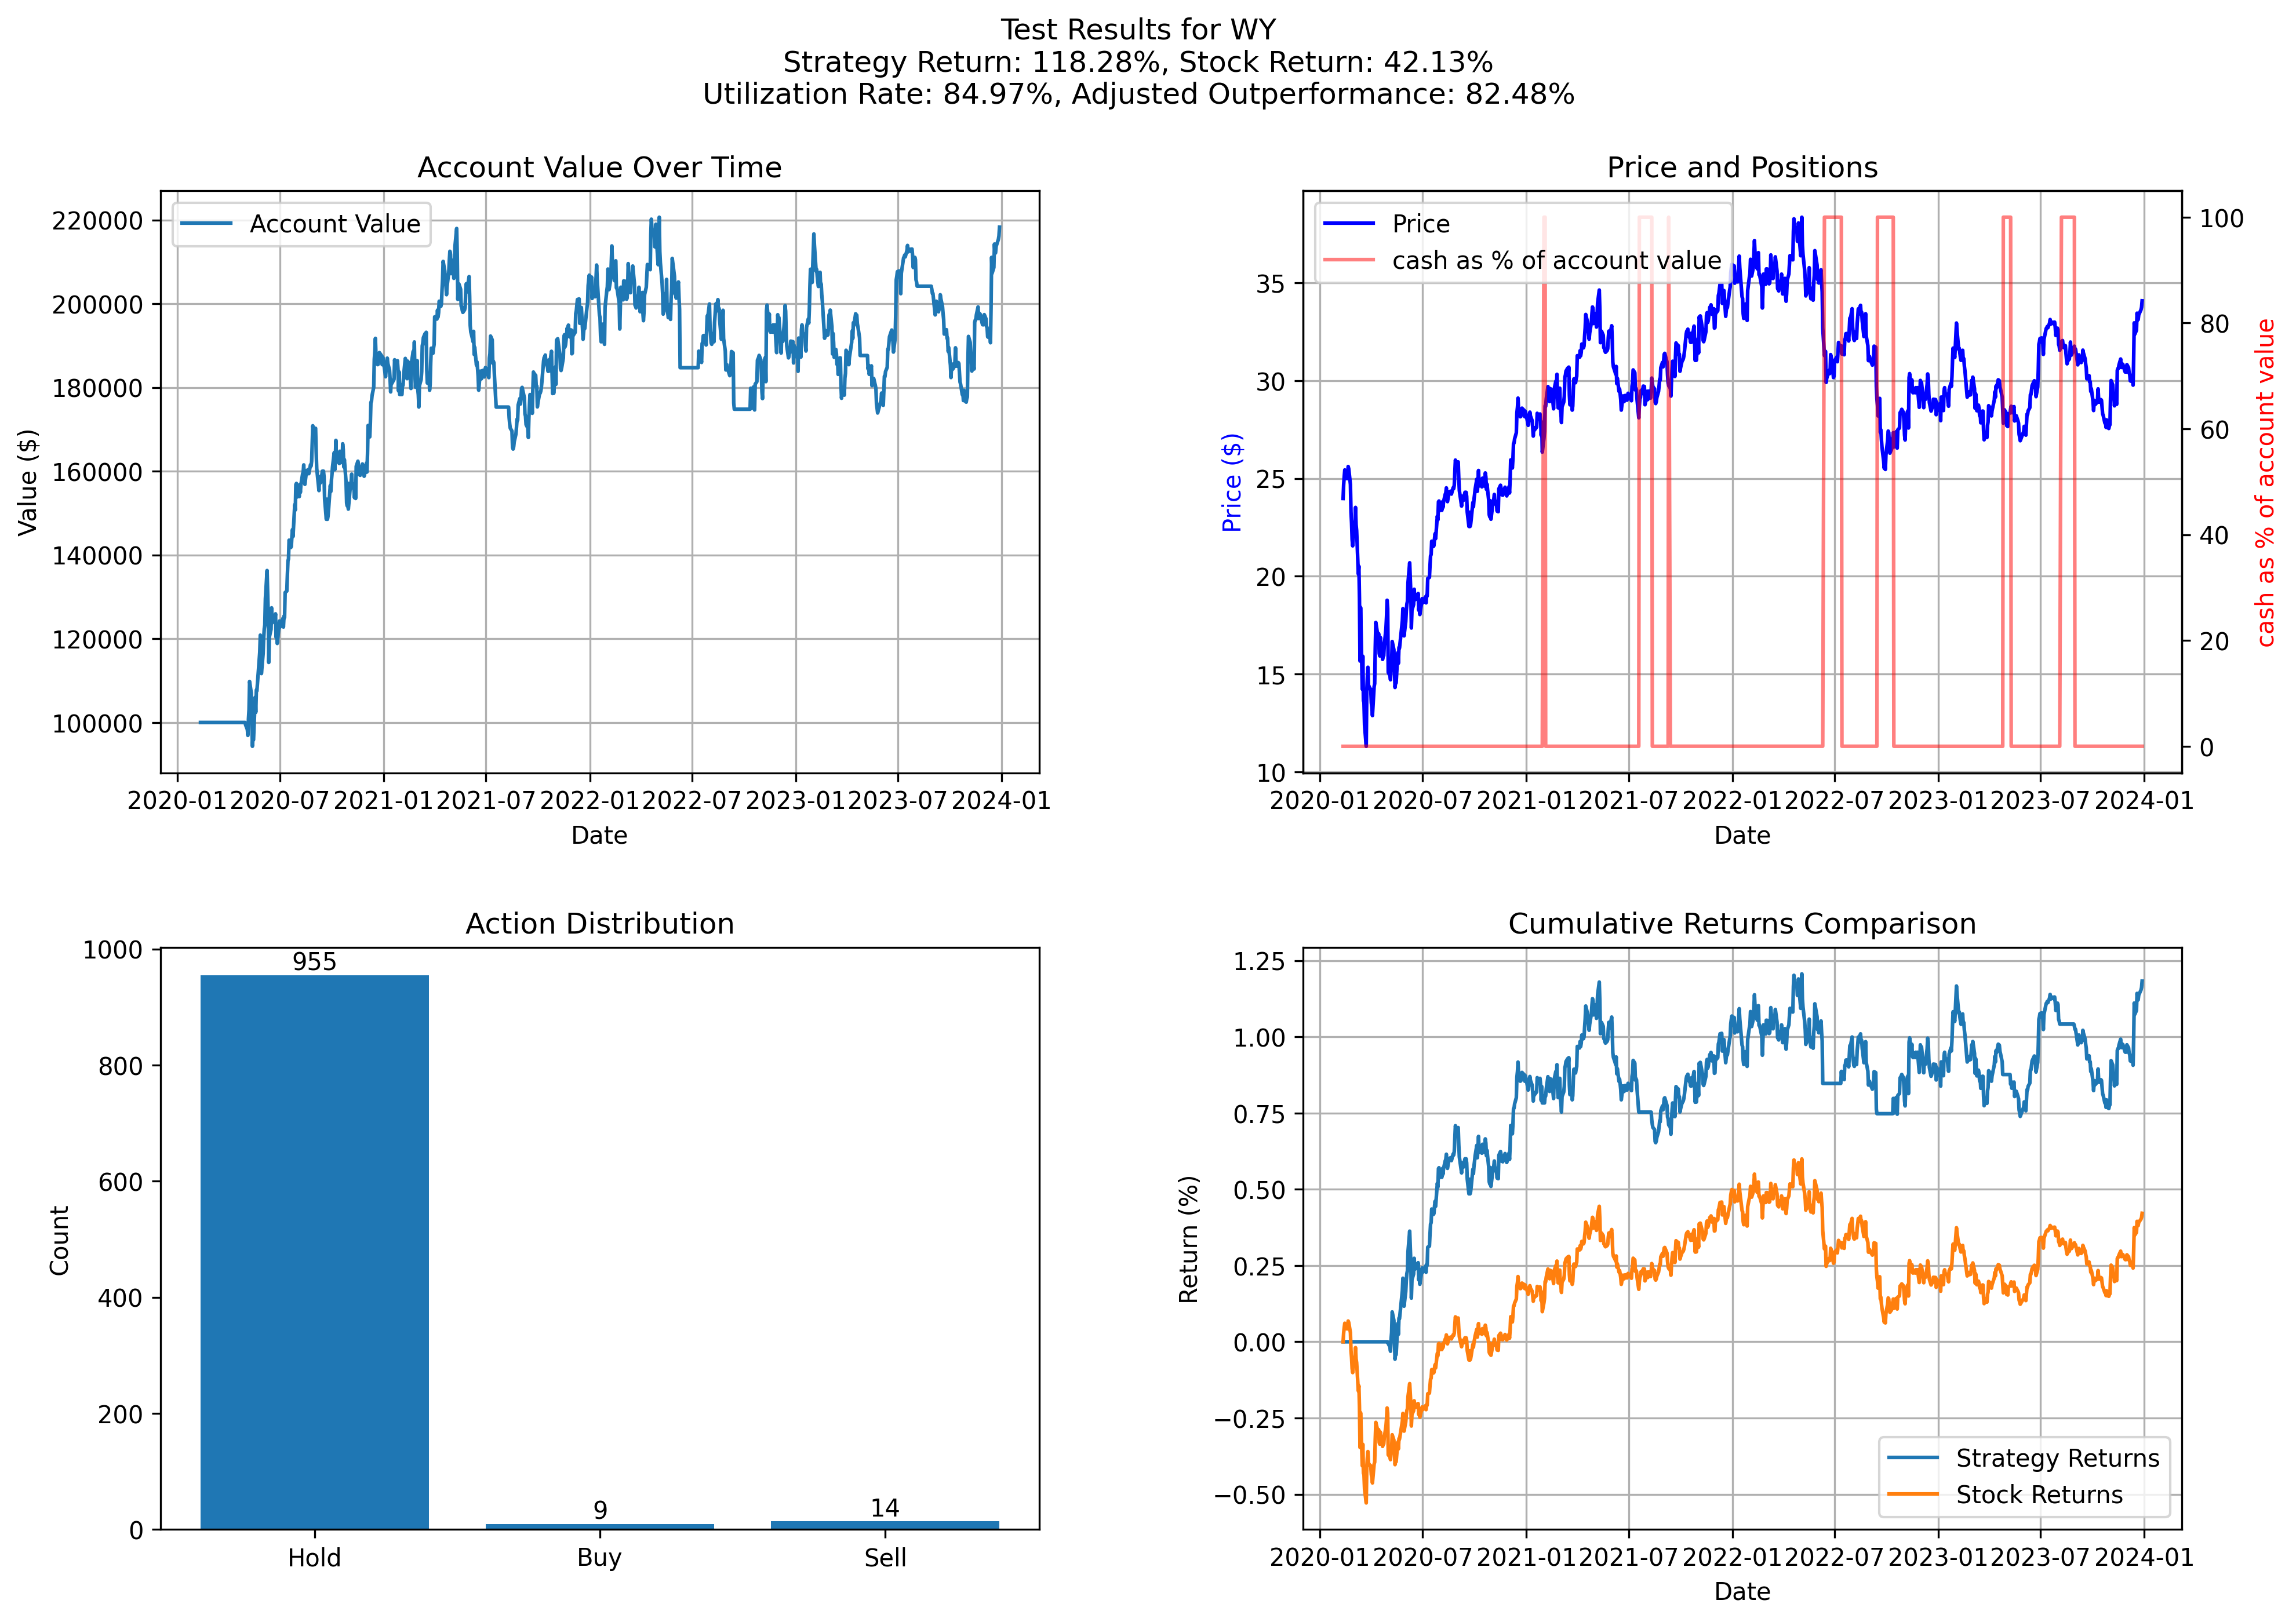 Test Results for WY
Strategy Return: 118.28%, Stock Return: 42.13%
Utilization Rate: 84.97%, Adjusted Outperformance: 82.48%
Account Value Over Time
Account Value
220000
200000
180000
160000
140000
120000
100000
Value ($)
2020-01 2020-07 2021-01 2021-07 2022-01 2022-07 2023-01 2023-07 2024-01
Date
Price and Positions
Price
cash as % of account value
35
30
25
20
15
10
Price ($)
100
80
60
40
20
0
cash as % of account value
2020-01 2020-07 2021-01 2021-07 2022-01 2022-07 2023-01 2023-07 2024-01
Date
Action Distribution
1000
800
600
400
200
0
Count
955
9
14
Hold Buy Sell
Cumulative Returns Comparison
1.25
1.00
0.75
0.50
0.25
0.00
−0.25
−0.50
Return (%)
Strategy Returns
Stock Returns
2020-01 2020-07 2021-01 2021-07 2022-01 2022-07 2023-01 2023-07 2024-01
Date